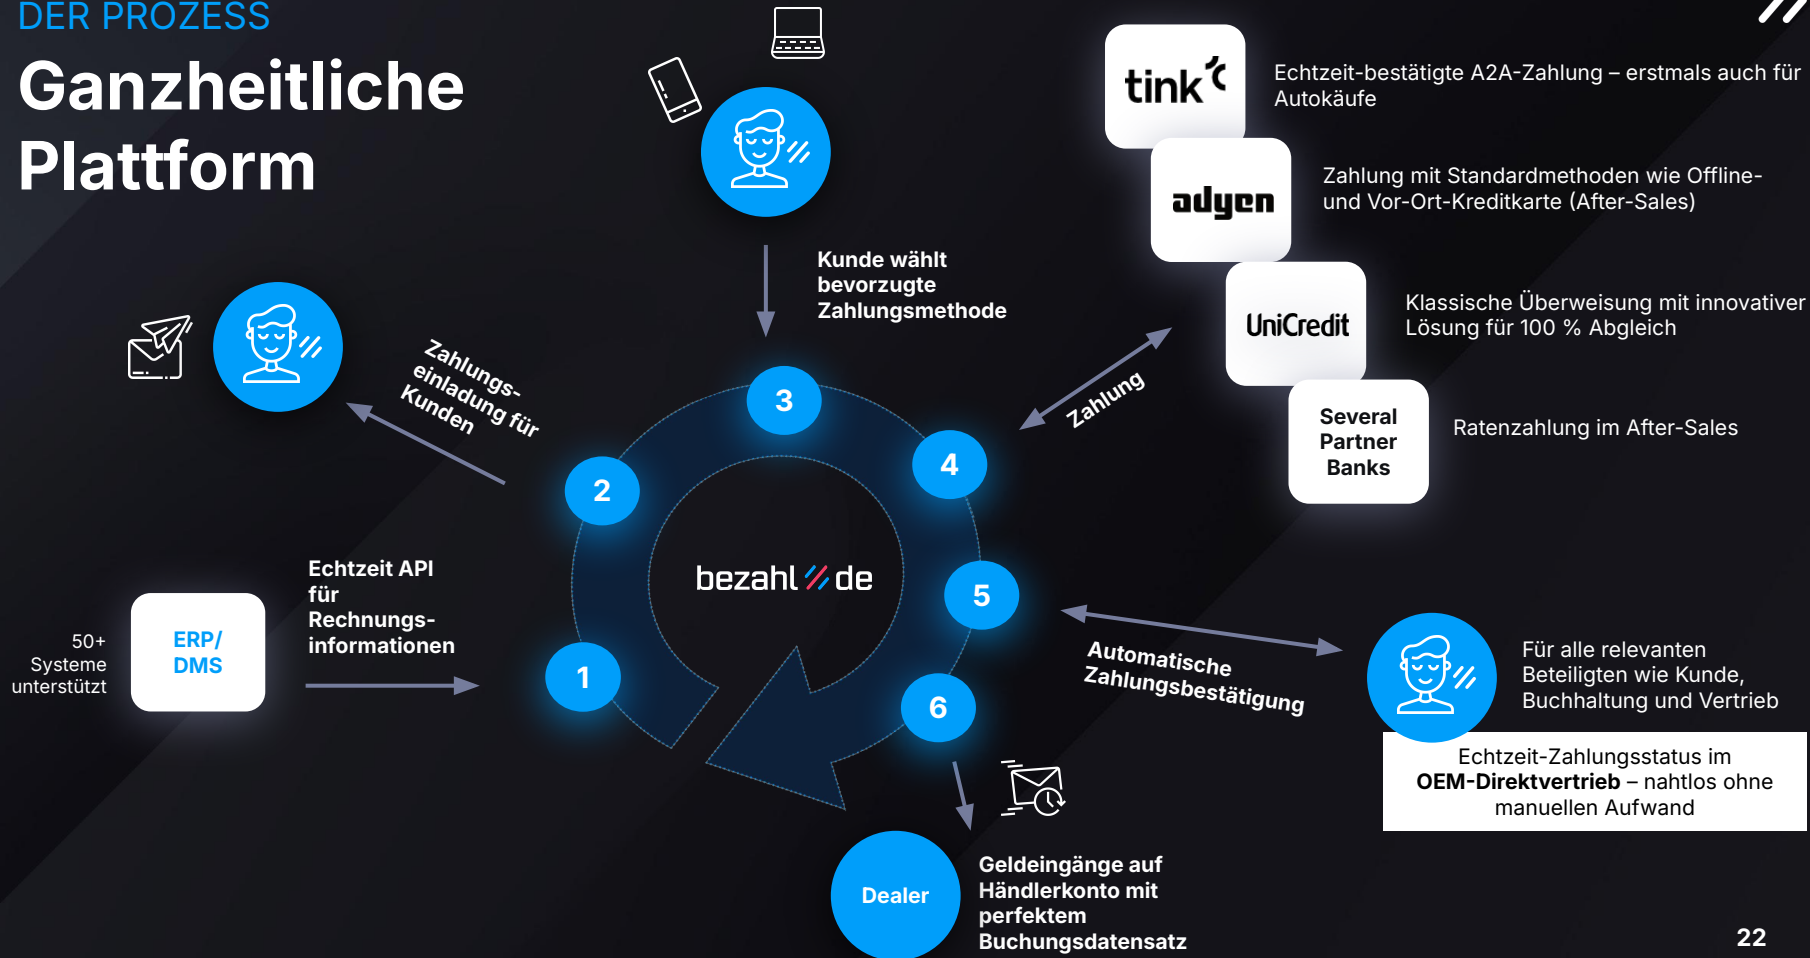 DER PROZESS
Ganzheitliche
Plattform
Kunde wählt
bevorzugte
Zahlungsmethode
Zahlungs-
einladung für
Kunden
Echtzeit API
für
Rechnungs-
informationen
50+
Systeme
unterstützt
ERP/
DMS
1
2
3
4
5
6
bezahl de
Zahlung
tink
Echtzeit-bestätigte A2A-Zahlung – erstmals auch für
Autokäufe
adyen
Zahlung mit Standardmethoden wie Offline-
und Vor-Ort-Kreditkarte (After-Sales)
UniCredit
Klassische Überweisung mit innovativer
Lösung für 100 % Abgleich
Several
Partner
Banks
Ratenzahlung im After-Sales
Automatische
Zahlungsbestätigung
Für alle relevanten
Beteiligten wie Kunde,
Buchhaltung und Vertrieb
Echtzeit-Zahlungsstatus im
OEM-Direktvertrieb – nahtlos ohne
manuellen Aufwand
Dealer
Geldeingänge auf
Händlerkonto mit
perfektem
Buchungsdatensatz
22